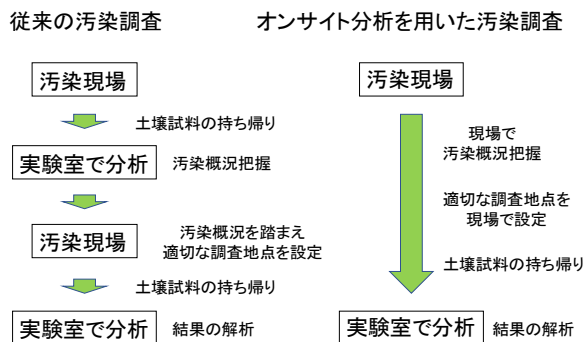 従来の汚染調査
汚染現場
土壌試料の持ち帰り
実験室で分析 汚染概況把握
汚染現場
汚染概況を踏まえ
適切な調査地点を設定
土壌試料の持ち帰り
実験室で分析 結果の解析
オンサイト分析を用いた汚染調査
汚染現場
現場で
汚染概況把握
適切な調査地点を
現場で設定
土壌試料の持ち帰り
実験室で分析 結果の解析